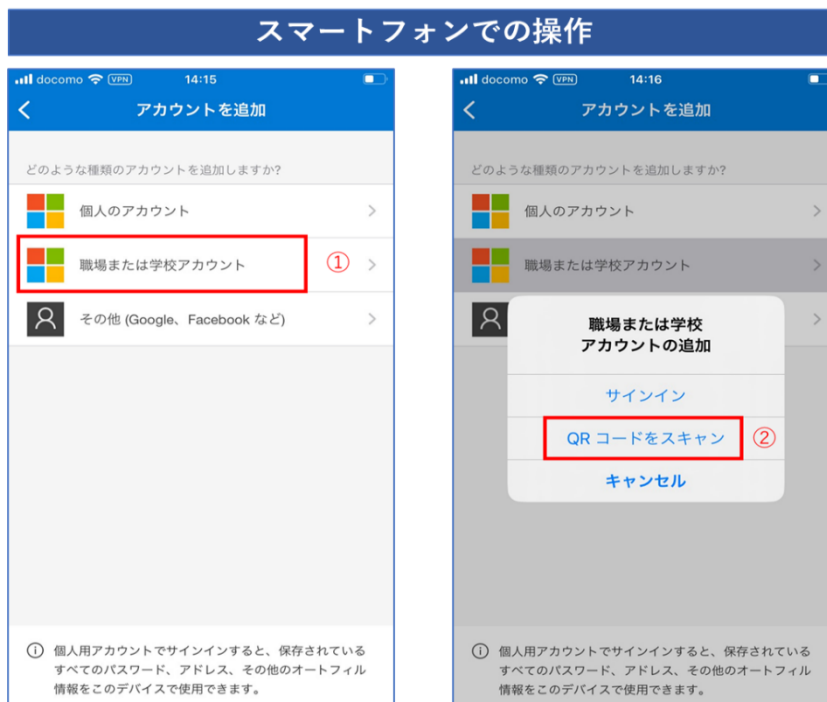 スマートフォンでの操作
docomo VPN 14:15
アカウントを追加
どのような種類のアカウントを追加しますか?
個人のアカウント
職場または学校アカウント ①
その他 (Google、Facebook など)
個人用アカウントでサインインすると、保存されている
すべてのパスワード、アドレス、その他のオートフィル
情報をこのデバイスで使用できます。
docomo VPN 14:16
アカウントを追加
どのような種類のアカウントを追加しますか?
個人のアカウント
職場または学校アカウント
職場または学校
アカウントの追加
サインイン
QR コードをスキャン ②
キャンセル
個人用アカウントでサインインすると、保存されている
すべてのパスワード、アドレス、その他のオートフィル
情報をこのデバイスで使用できます。